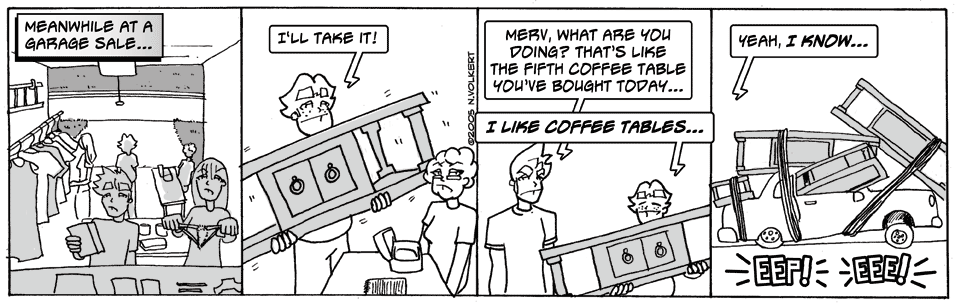 MEANWHILE AT A
GARAGE SALE...
I'LL TAKE IT!
©2005 N.VOLKERT
MERV, WHAT ARE YOU
DOING? THAT'S LIKE
THE FIFTH COFFEE TABLE
YOU'VE BOUGHT TODAY...
I LIKE COFFEE TABLES...
YEAH, I KNOW...
EEP! EEE!